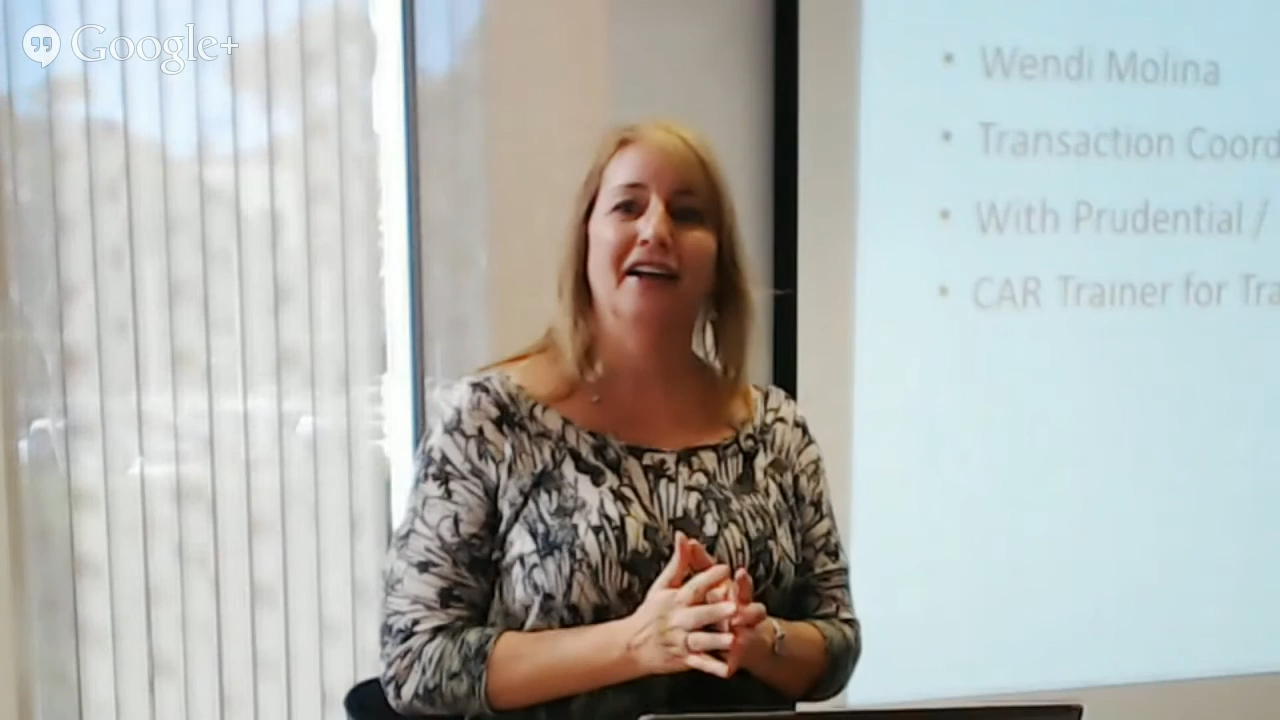 Google+
• Wendi Molina
• Transaction Coord
• With Prudential /
• CAR Trainer for Tra